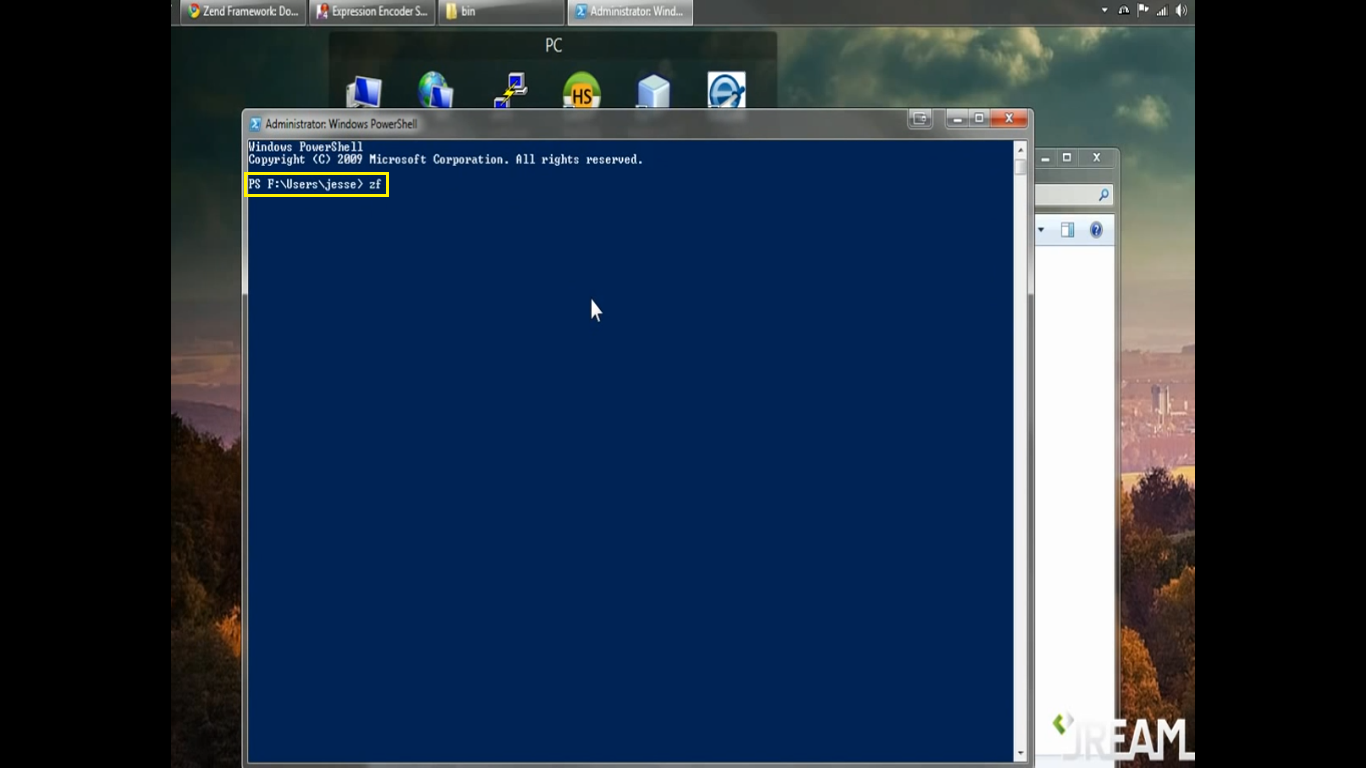 Zend Framework: Do...
Expression Encoder S...
bin
Administrator: Wind...
PC
HS
Administrator: Windows PowerShell
Windows PowerShell
Copyright (C) 2009 Microsoft Corporation. All rights reserved.
PS F:\Users\jesse> zf
JREAM